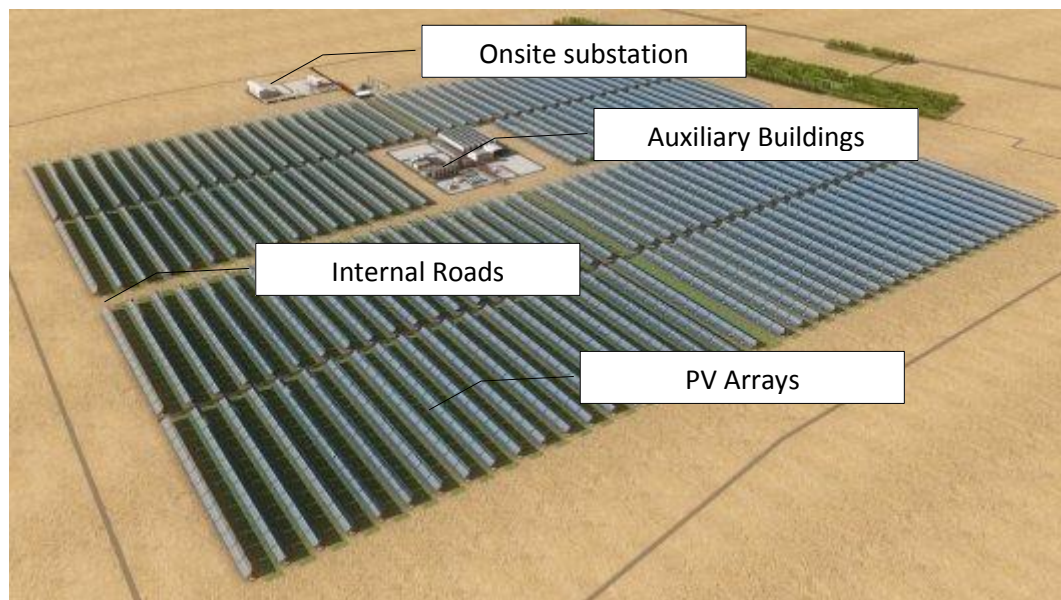 Onsite substation
Auxiliary Buildings
Internal Roads
PV Arrays